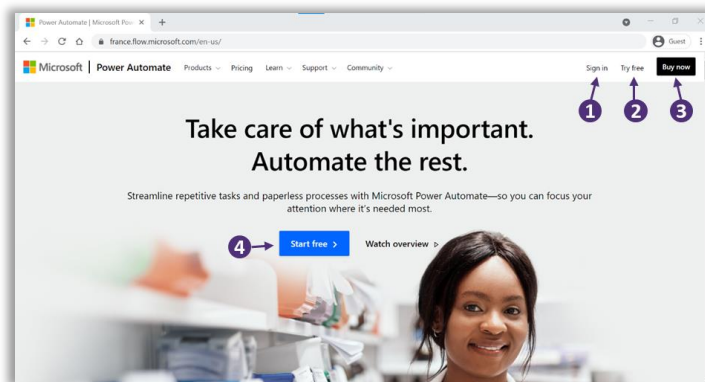 Power Automate | Microsoft Pow
france.flow.microsoft.com/en-us/
Guest
Microsoft | Power Automate Products Pricing Learn Support Community Sign in Try free Buy now
1 2 3
Take care of what's important.
Automate the rest.
Streamline repetitive tasks and paperless processes with Microsoft Power Automate—so you can focus your
attention where it's needed most.
4 Start free > Watch overview